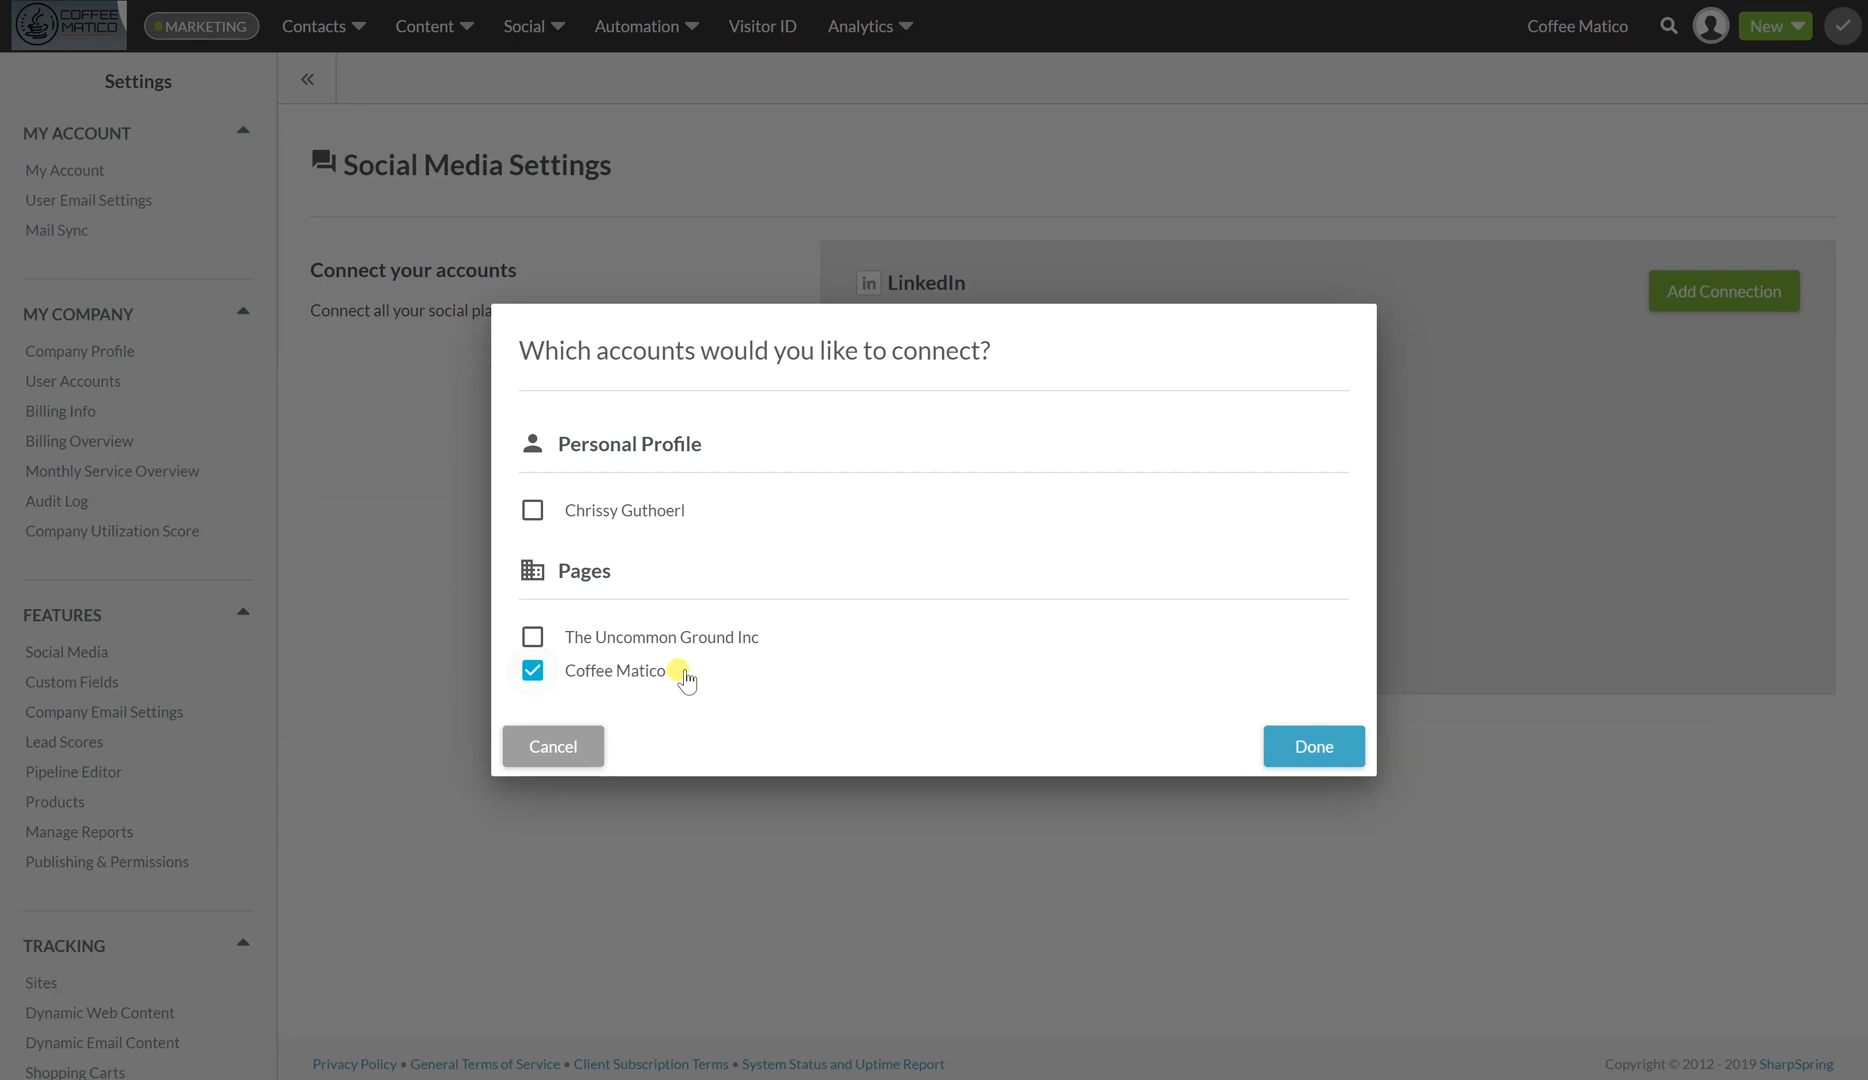 COFFEE
MATICO
MARKETING
Contacts
Content
Social
Automation
Visitor ID
Analytics
Coffee Matico
New
Settings
MY ACCOUNT
My Account
User Email Settings
Mail Sync
MY COMPANY
Company Profile
User Accounts
Billing Info
Billing Overview
Monthly Service Overview
Audit Log
Company Utilization Score
FEATURES
Social Media
Custom Fields
Company Email Settings
Lead Scores
Pipeline Editor
Products
Manage Reports
Publishing & Permissions
TRACKING
Sites
Dynamic Web Content
Dynamic Email Content
Shopping Carts
Social Media Settings
Connect your accounts
Connect all your social pla
in LinkedIn
Add Connection
Which accounts would you like to connect?
Personal Profile
Chrissy Guthoerl
Pages
The Uncommon Ground Inc
Coffee Matico
Cancel
Done
Privacy Policy • General Terms of Service • Client Subscription Terms • System Status and Uptime Report
Copyright © 2012 - 2019 SharpSpring